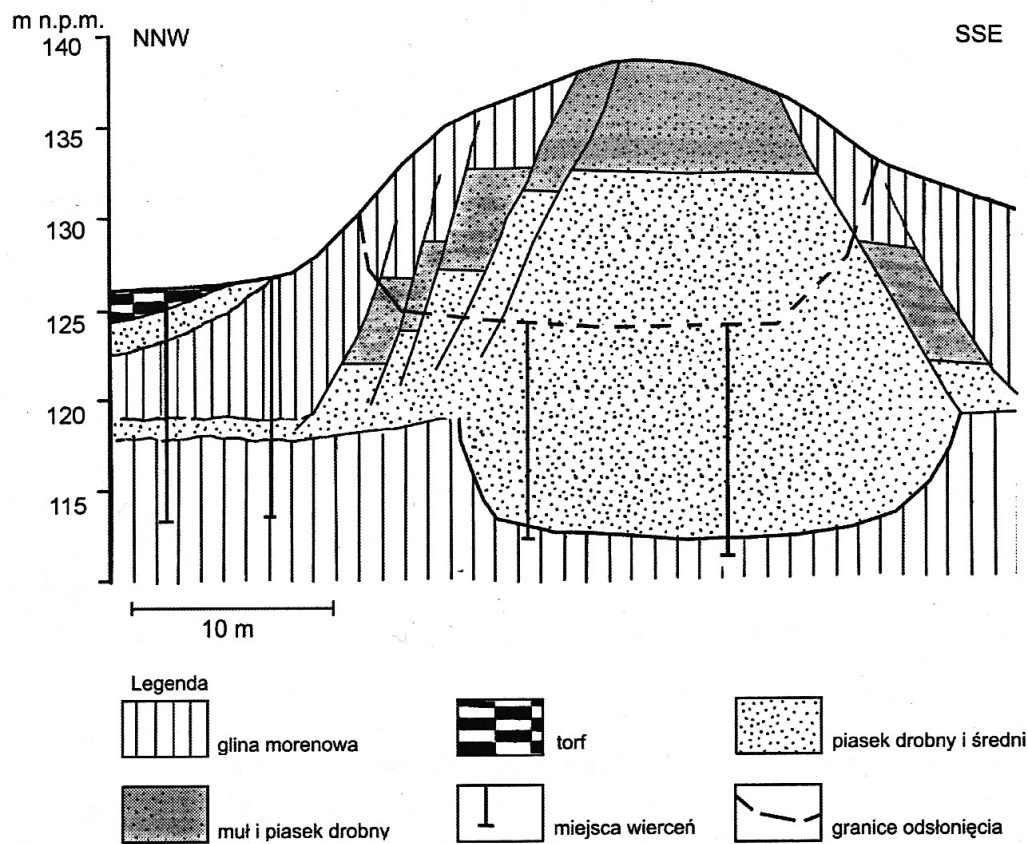 m n.p.m.
NNW
SSE
140
135
130
125
120
115
10 m
Legenda
glina morenowa
torf
piasek drobny i średni
muł i piasek drobny
miejsca wierceń
granice odsłonięcia